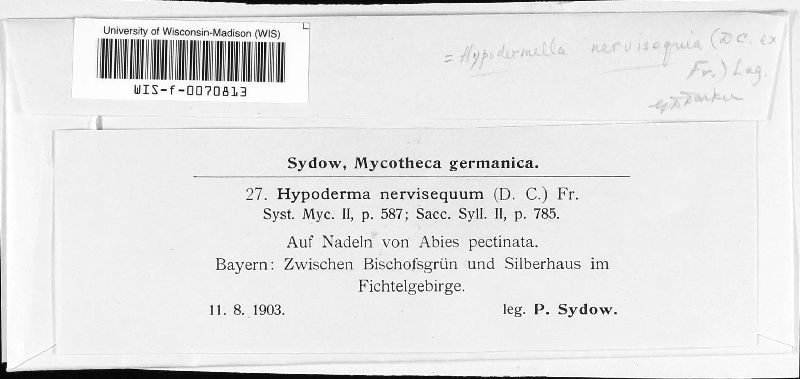 University of Wisconsin-Madison (WIS)
WIS-f-0070813
= Hypodermella nervisequia (DC. ex
Fr.) Lag.
Sydow, Mycotheca germanica.
27. Hypoderma nervisequum (D. C.) Fr.
Syst. Myc. II, p. 587; Sacc. Syll. II, p. 785.
Auf Nadeln von Abies pectinata.
Bayern: Zwischen Bischofsgrün und Silberhaus im
Fichtelgebirge.
11. 8. 1903. leg. P. Sydow.